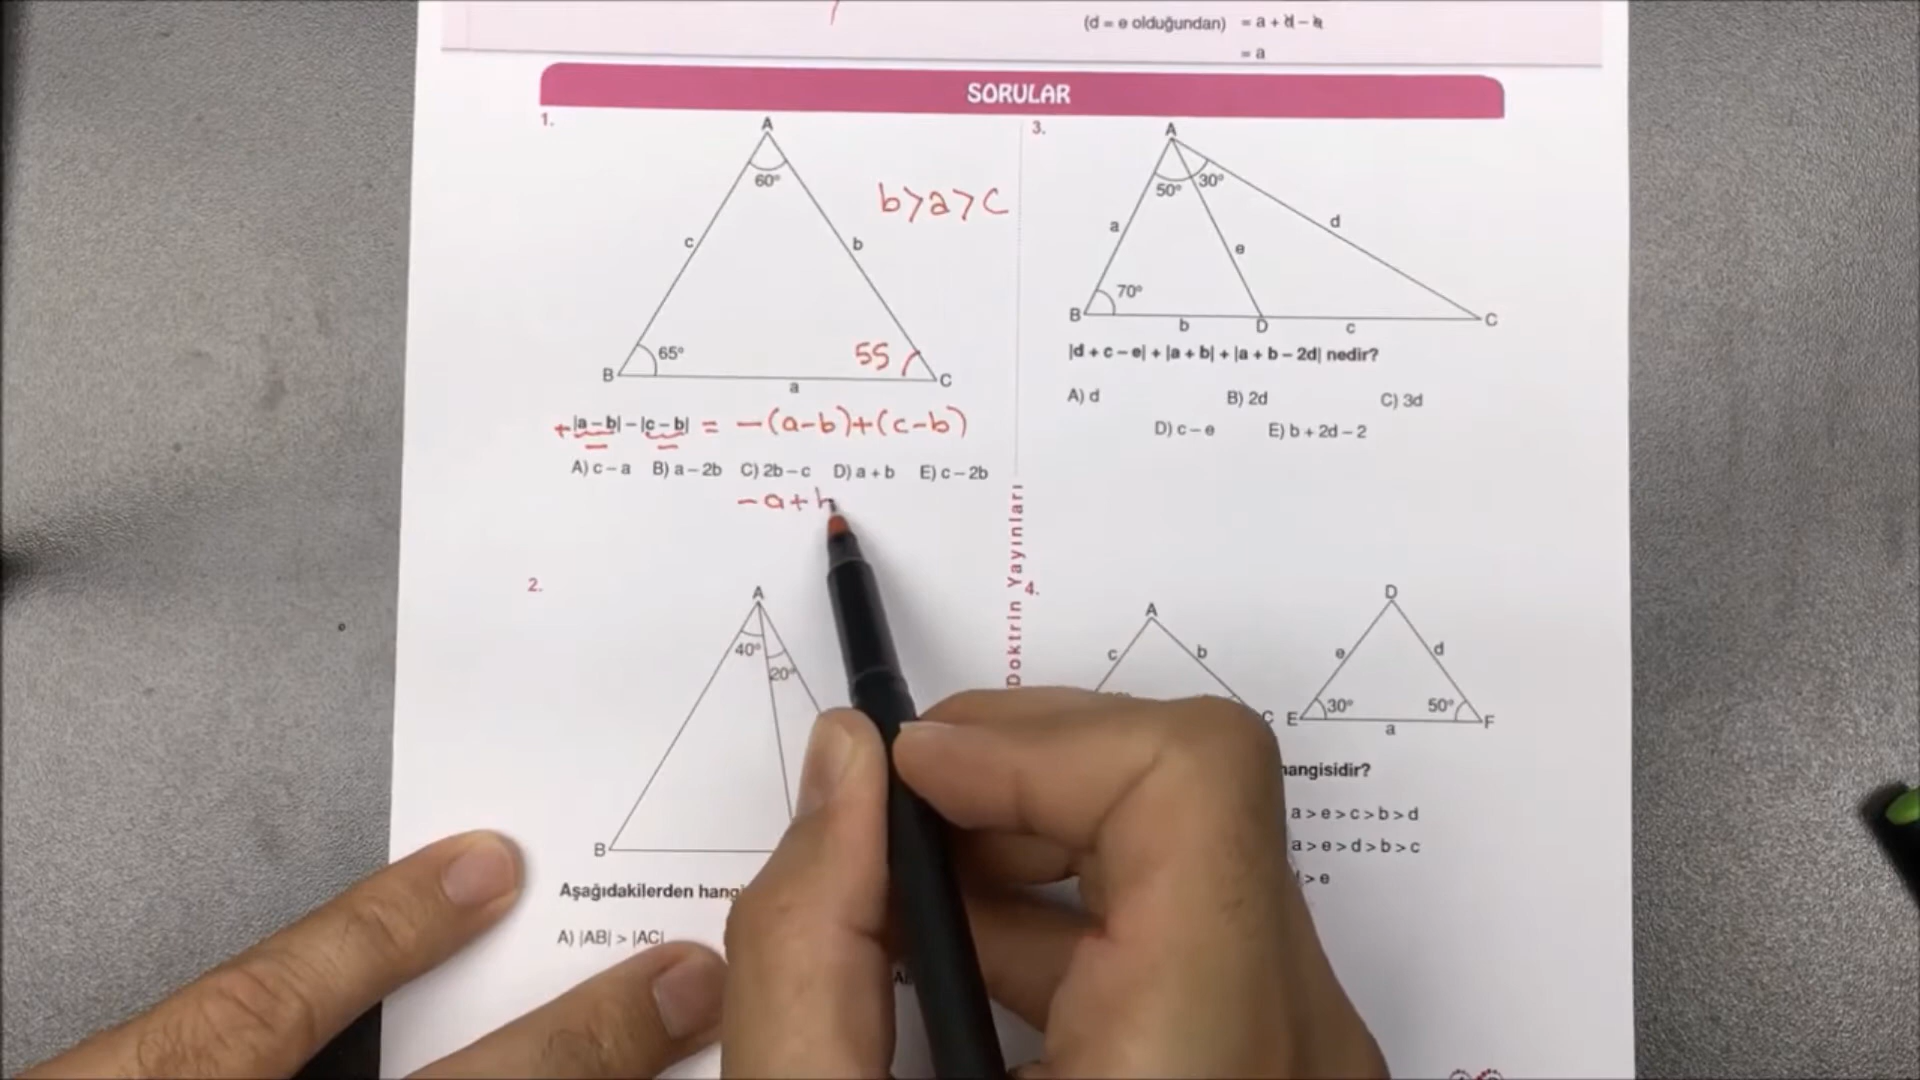 (d = e olduğundan) = a + d − e
= a
SORULAR
1.
A
60°
b>a>c
c
b
65°
55
B
C
a
+|a − b| − |c − b| = −(a−b)+(c−b)
A) c − a B) a − 2b C) 2b − c D) a + b E) c − 2b
−a+b
2.
A
40°
20°
B
Aşağıdakilerden
A) |AB| > |AC|
Doktrin Yayınları
3.
A
50°
30°
a
d
e
70°
B
b
D
c
C
|d + c − e| + |a + b| + |a + b − 2d| nedir?
A) d B) 2d C) 3d
D) c − e E) b + 2d − 2
4.
A
c
b
C
D
e
d
30°
50°
E
a
F
hangisidir?
a > e > c > b > d
a > e > d > b > c
> e